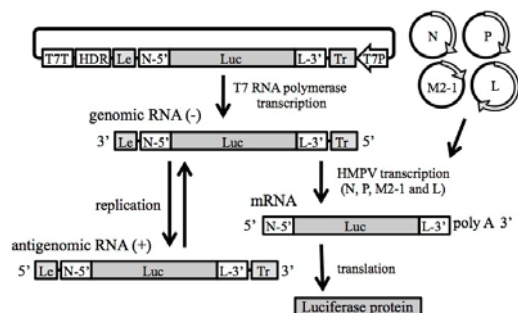 T7T HDR Le N-5' Luc L-3' Tr T7P
N P
M2-1 L
T7 RNA polymerase
transcription
genomic RNA (-)
3' Le N-5' Luc L-3' Tr 5'
HMPV transcription
(N, P, M2-1 and L)
replication
mRNA
5' N-5' Luc L-3' poly A 3'
antigenomic RNA (+)
5' Le N-5' Luc L-3' Tr 3'
translation
Luciferase protein